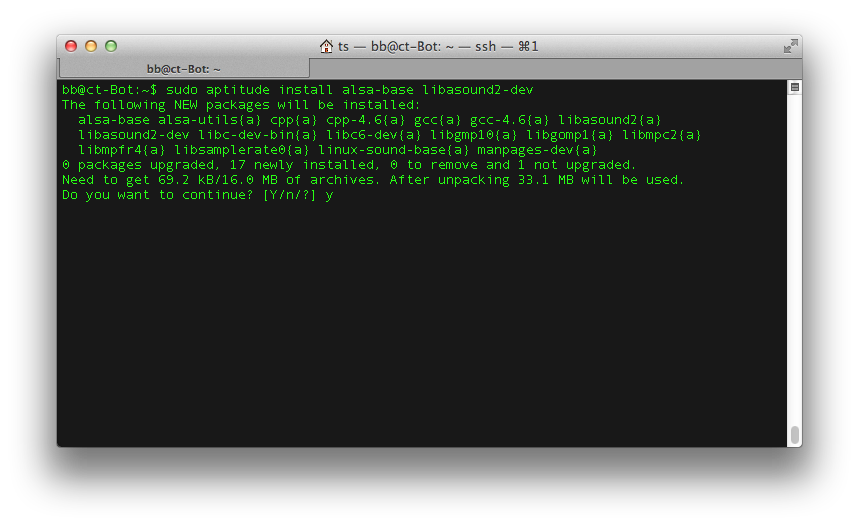 ts — bb@ct-Bot: ~ — ssh — ⌘1
bb@ct-Bot: ~
bb@ct-Bot:~$ sudo aptitude install alsa-base libasound2-dev
The following NEW packages will be installed:
  alsa-base alsa-utils{a} cpp{a} cpp-4.6{a} gcc{a} gcc-4.6{a} libasound2{a}
  libasound2-dev libc-dev-bin{a} libc6-dev{a} libgmp10{a} libgomp1{a} libmpc2{a}
  libmpfr4{a} libsamplerate0{a} linux-sound-base{a} manpages-dev{a}
0 packages upgraded, 17 newly installed, 0 to remove and 1 not upgraded.
Need to get 69.2 kB/16.0 MB of archives. After unpacking 33.1 MB will be used.
Do you want to continue? [Y/n/?] y